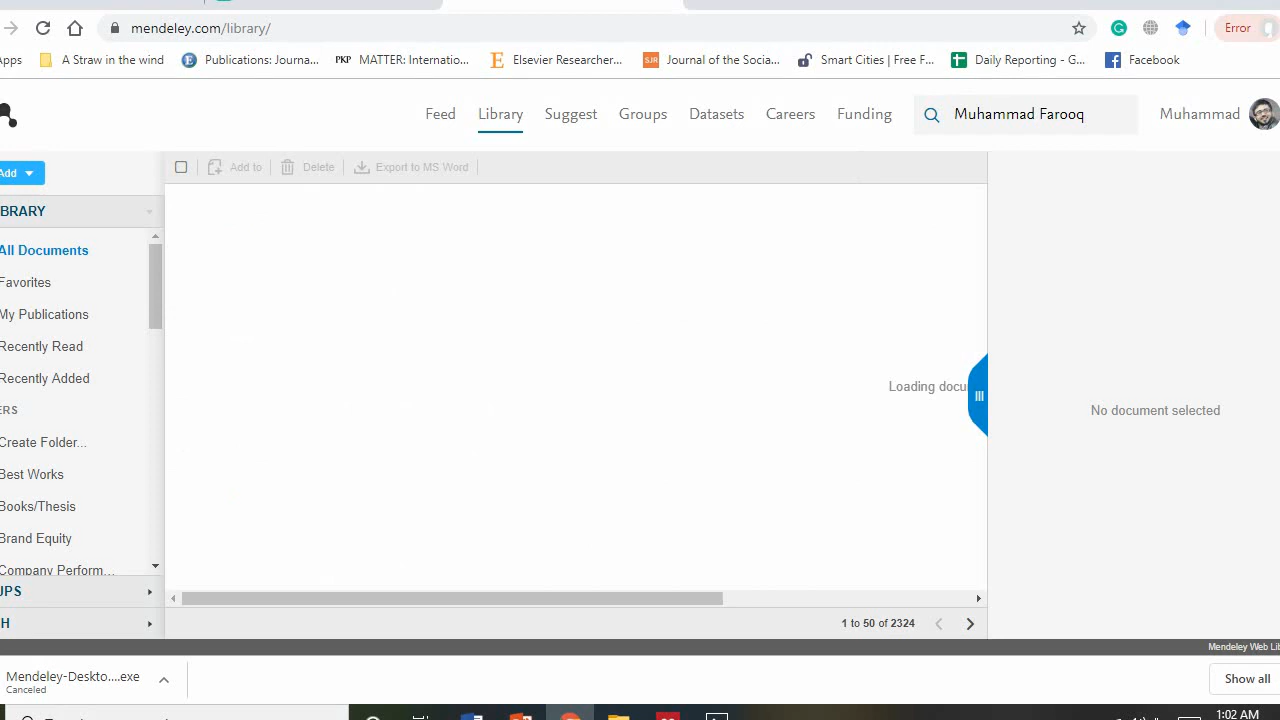 mendeley.com/library/
Error
Apps
A Straw in the wind
Publications: Journa...
PKP
MATTER: Internatio...
Elsevier Researcher...
SJR
Journal of the Socia...
Smart Cities | Free F...
Daily Reporting - G...
Facebook
Feed
Library
Suggest
Groups
Datasets
Careers
Funding
Muhammad Farooq
Muhammad
Add
Add to
Delete
Export to MS Word
BRARY
All Documents
Favorites
My Publications
Recently Read
Recently Added
ERS
Create Folder...
Best Works
Books/Thesis
Brand Equity
Company Perform...
UPS
H
Loading docu
No document selected
1 to 50 of 2324
Mendeley Web Lib
Mendeley-Deskto....exe
Canceled
Show all
1:02 AM